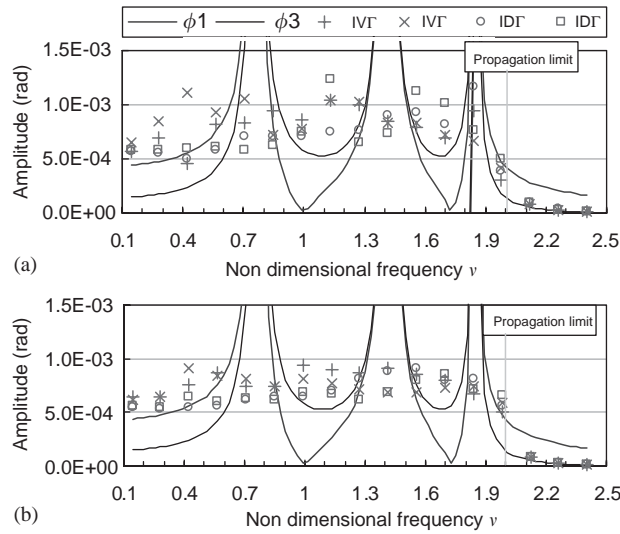 ϕ1 ϕ3 IVΓ IVΓ IDΓ IDΓ
1.5E-03
Propagation limit
1.0E-03
5.0E-04
0.0E+00
Amplitude (rad)
0.1 0.4 0.7 1 1.3 1.6 1.9 2.2 2.5
(a) Non dimensional frequency ν
1.5E-03
Propagation limit
1.0E-03
5.0E-04
0.0E+00
Amplitude (rad)
0.1 0.4 0.7 1 1.3 1.6 1.9 2.2 2.5
(b) Non dimensional frequency ν